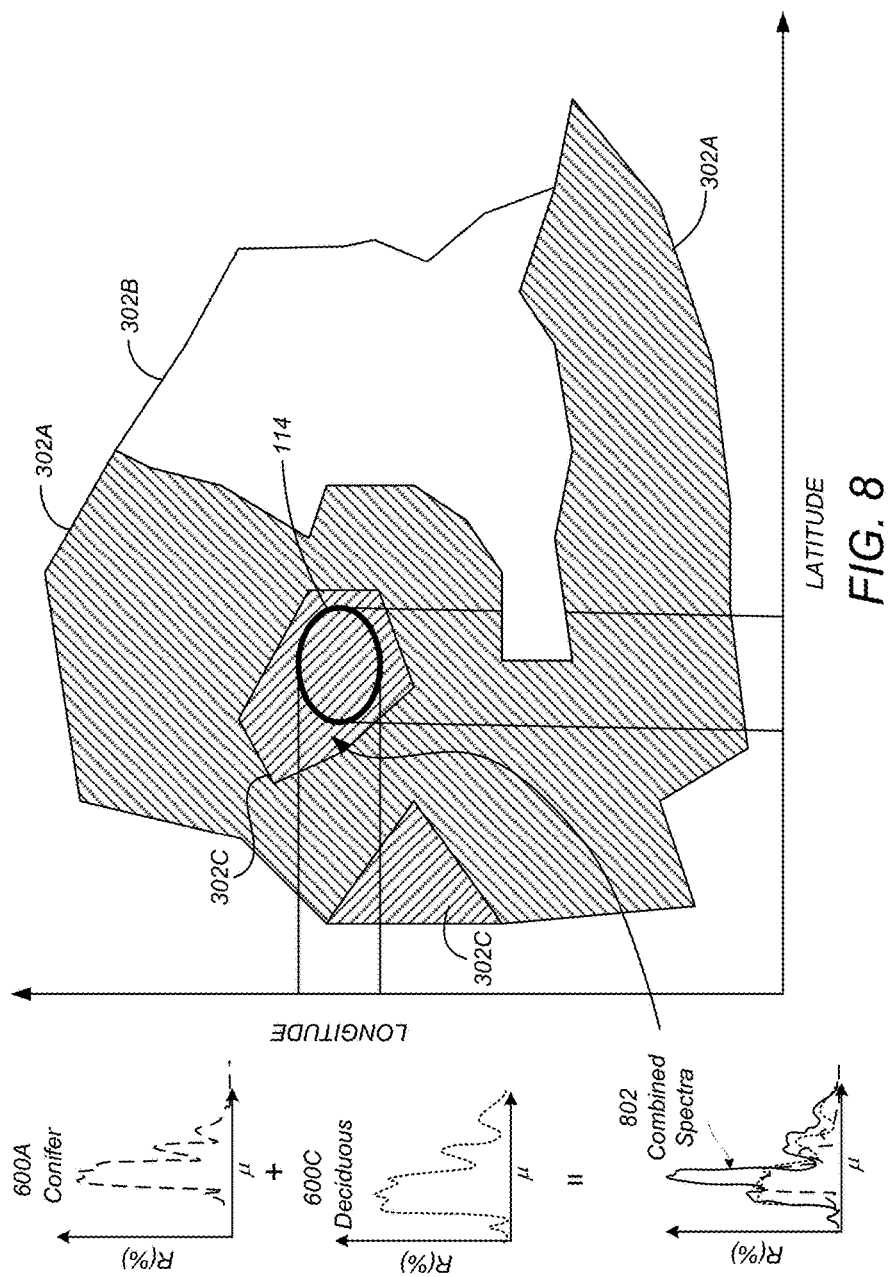 600A
Conifer
R(%)
μ
+
600C
Deciduous
R(%)
μ
=
802
Combined
Spectra
R(%)
μ
LONGITUDE
302A
302B
114
302C
302C
302A
LATITUDE
FIG. 8